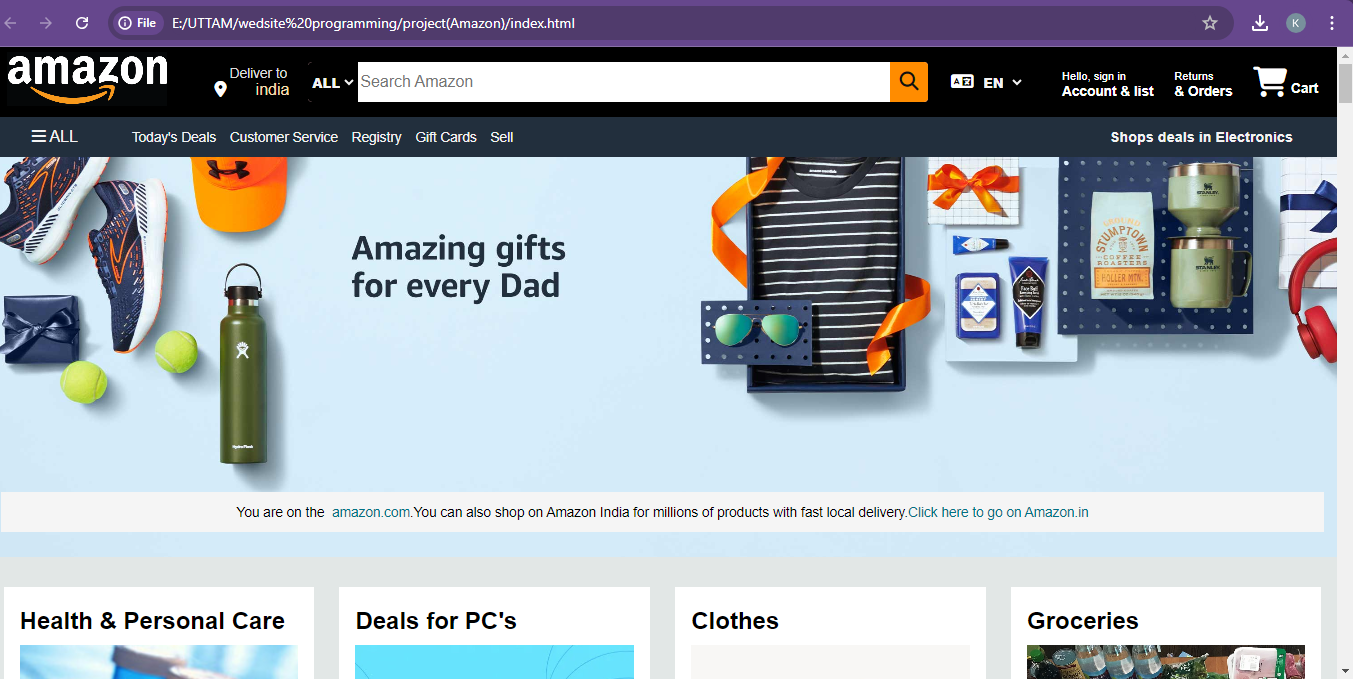 File E:/UTTAM/wedsite%20programming/project(Amazon)/index.html K
amazon
Deliver to
india
ALL
Search Amazon
EN
Hello, sign in
Account & list
Returns
& Orders
Cart
ALL Today's Deals Customer Service Registry Gift Cards Sell Shops deals in Electronics
Amazing gifts
for every Dad
HydroFlask
STANLEY
STUMPTOWN
COFFEE
ROASTERS
HOLLER MTN.
STANLEY
You are on the amazon.com.You can also shop on Amazon India for millions of products with fast local delivery.Click here to go on Amazon.in
Health & Personal Care
Deals for PC's
Clothes
Groceries